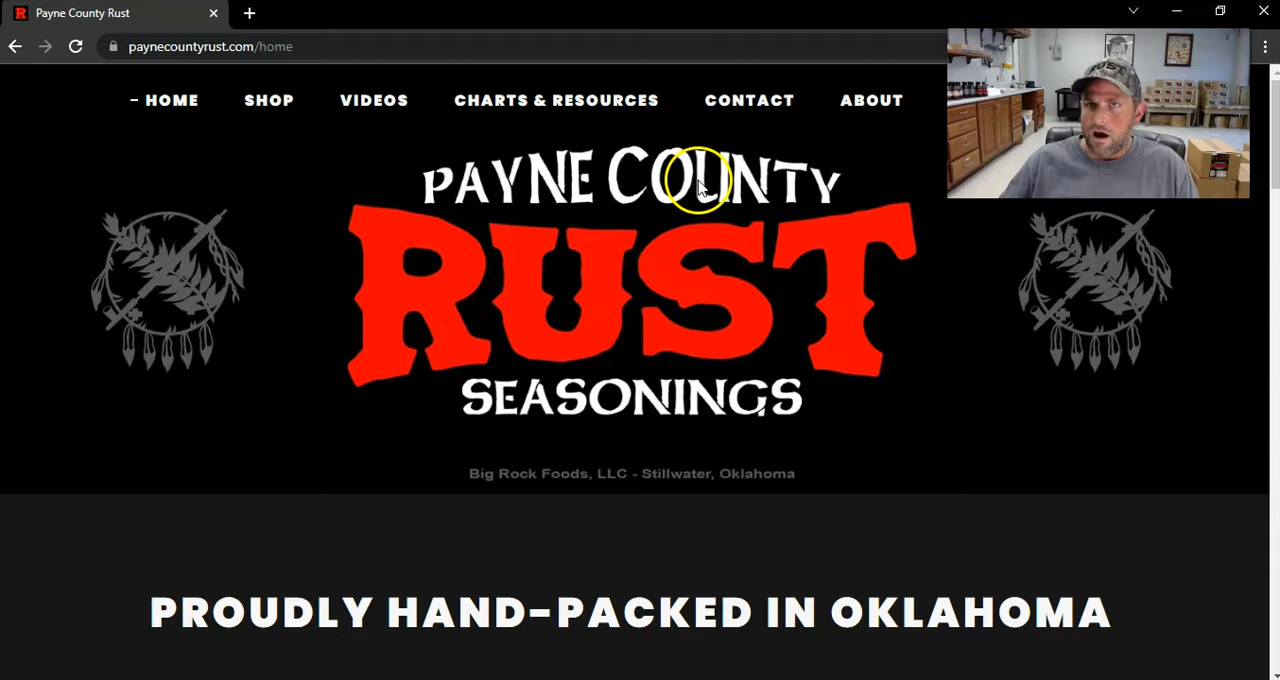 Payne County Rust
paynecountyrust.com/home
– HOME SHOP VIDEOS CHARTS & RESOURCES CONTACT ABOUT
PAYNE COUNTY
RUST
SEASONINGS
Big Rock Foods, LLC - Stillwater, Oklahoma
PROUDLY HAND-PACKED IN OKLAHOMA